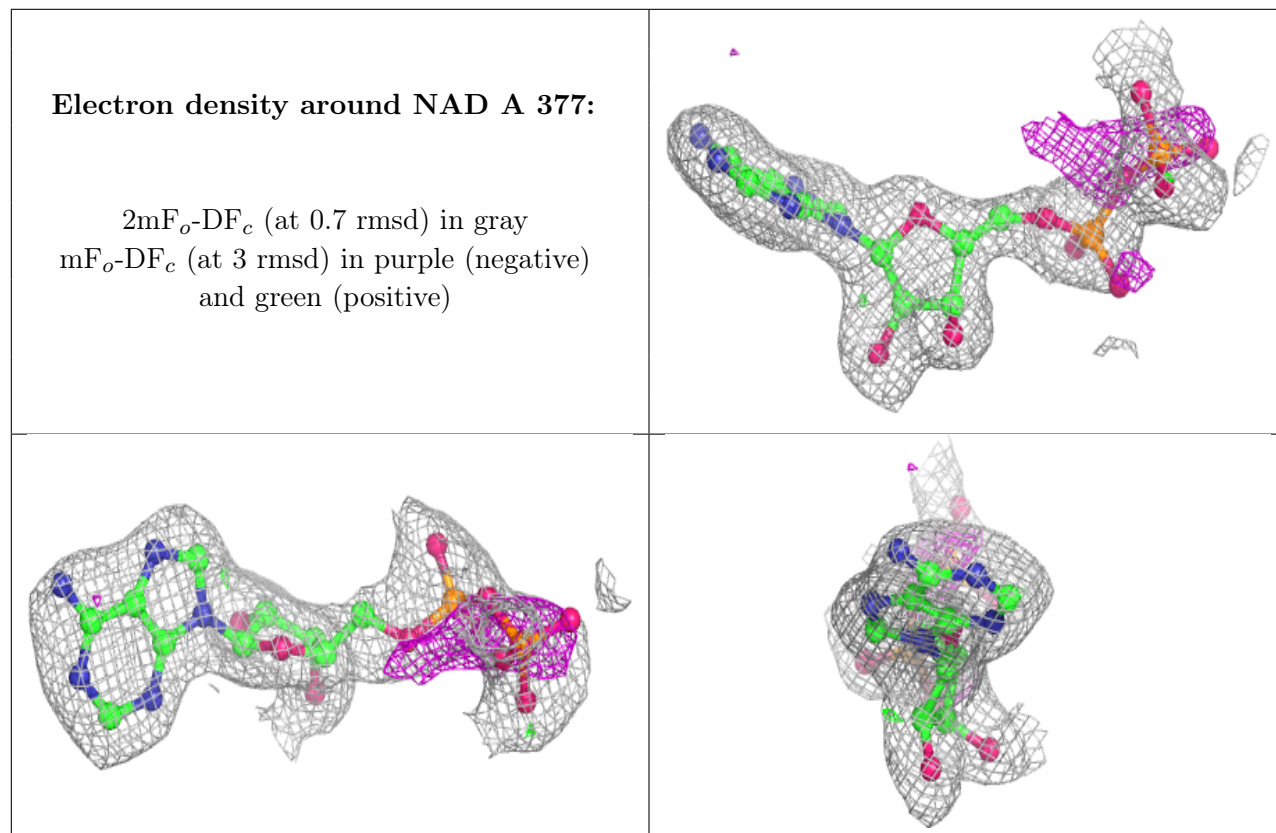 Electron density around NAD A 377:
2mFo-DFc (at 0.7 rmsd) in gray
mFo-DFc (at 3 rmsd) in purple (negative)
and green (positive)